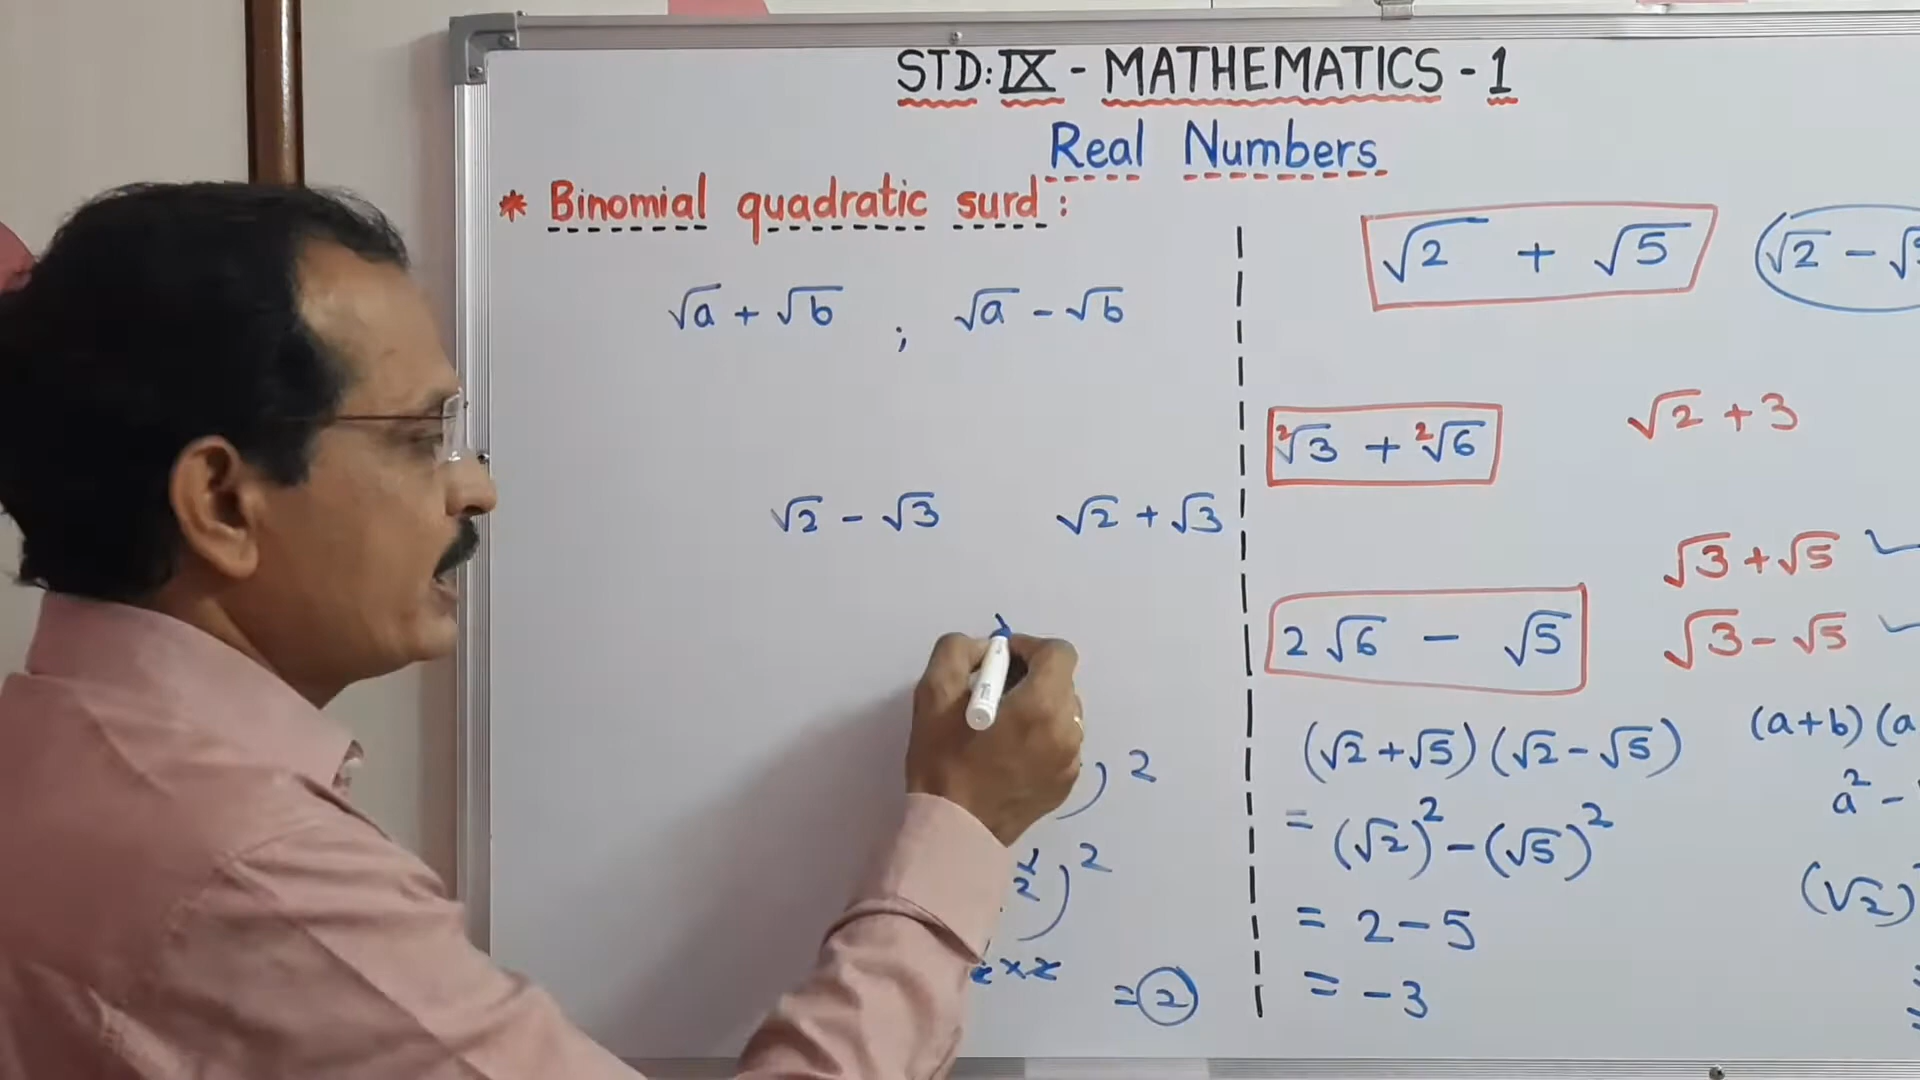 STD: IX - MATHEMATICS - 1
Real Numbers
* Binomial quadratic surd :
√a + √b ; √a - √b
√2 - √3 √2 + √3
) 2
)2
= 2
√2 + √5
√2 - √
²√3 + ²√6
√2 + 3
√3 + √5 ✓
2√6 - √5
√3 - √5 ✓
(√2 + √5) (√2 - √5)
= (√2)² - (√5)²
= 2 - 5
= -3
(a+b) (a
a² -
(√2)